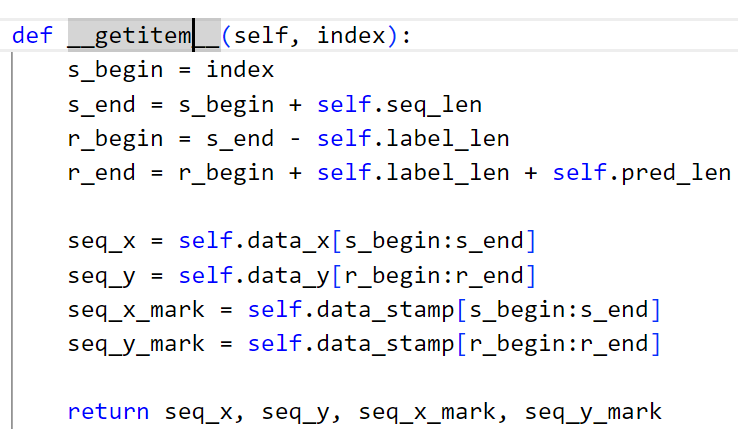 def __getitem__(self, index):
    s_begin = index
    s_end = s_begin + self.seq_len
    r_begin = s_end - self.label_len
    r_end = r_begin + self.label_len + self.pred_len

    seq_x = self.data_x[s_begin:s_end]
    seq_y = self.data_y[r_begin:r_end]
    seq_x_mark = self.data_stamp[s_begin:s_end]
    seq_y_mark = self.data_stamp[r_begin:r_end]

    return seq_x, seq_y, seq_x_mark, seq_y_mark